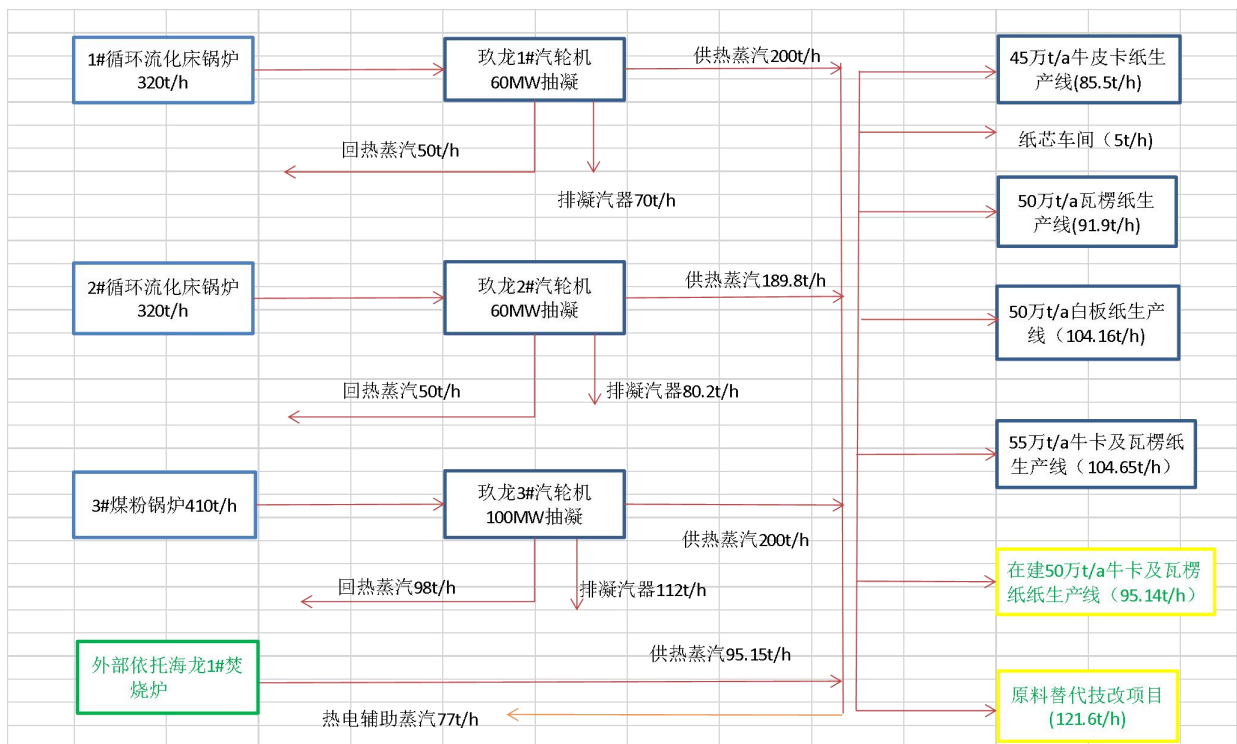 1#循环流化床锅炉
320t/h
玖龙1#汽轮机
60MW抽凝
供热蒸汽200t/h
45万t/a牛皮卡纸生
产线(85.5t/h)
回热蒸汽50t/h
排凝汽器70t/h
纸芯车间（5t/h)
50万t/a瓦楞纸生
产线(91.9t/h)
2#循环流化床锅炉
320t/h
玖龙2#汽轮机
60MW抽凝
供热蒸汽189.8t/h
50万t/a白板纸生产
线（104.16t/h)
回热蒸汽50t/h
排凝汽器80.2t/h
55万t/a牛卡及瓦楞纸
生产线（104.65t/h）
3#煤粉锅炉410t/h
玖龙3#汽轮机
100MW抽凝
供热蒸汽200t/h
回热蒸汽98t/h
排凝汽器112t/h
在建50万t/a牛卡及瓦楞
纸纸生产线（95.14t/h）
外部依托海龙1#焚
烧炉
供热蒸汽95.15t/h
热电辅助蒸汽77t/h
原料替代技改项目
(121.6t/h)